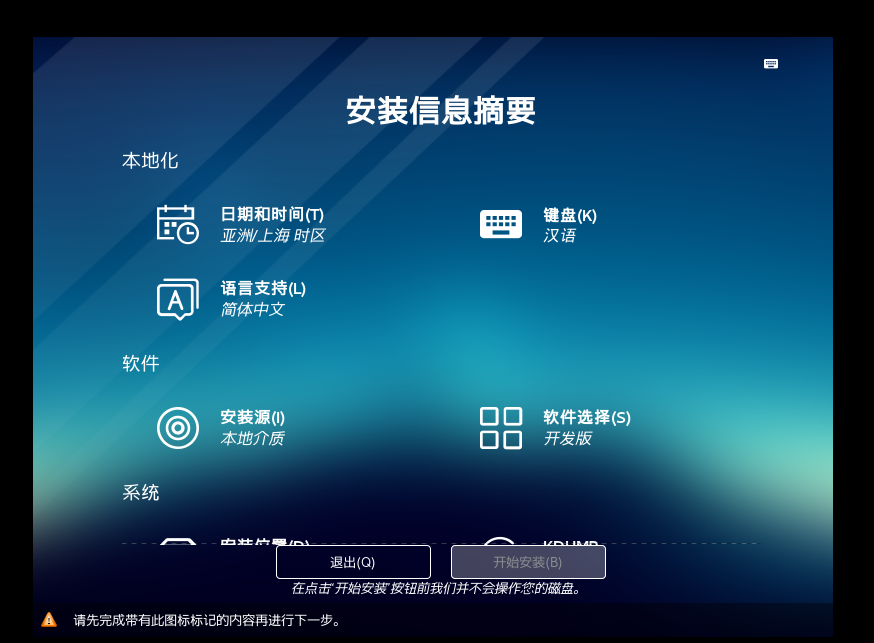 安装信息摘要
本地化
日期和时间(T)
亚洲/上海 时区
键盘(K)
汉语
语言支持(L)
简体中文
软件
安装源(I)
本地介质
软件选择(S)
开发版
系统
安装位置(D)
KDUMP
退出(Q)
开始安装(B)
在点击“开始安装”按钮前我们并不会操作您的磁盘。
请先完成带有此图标标记的内容再进行下一步。